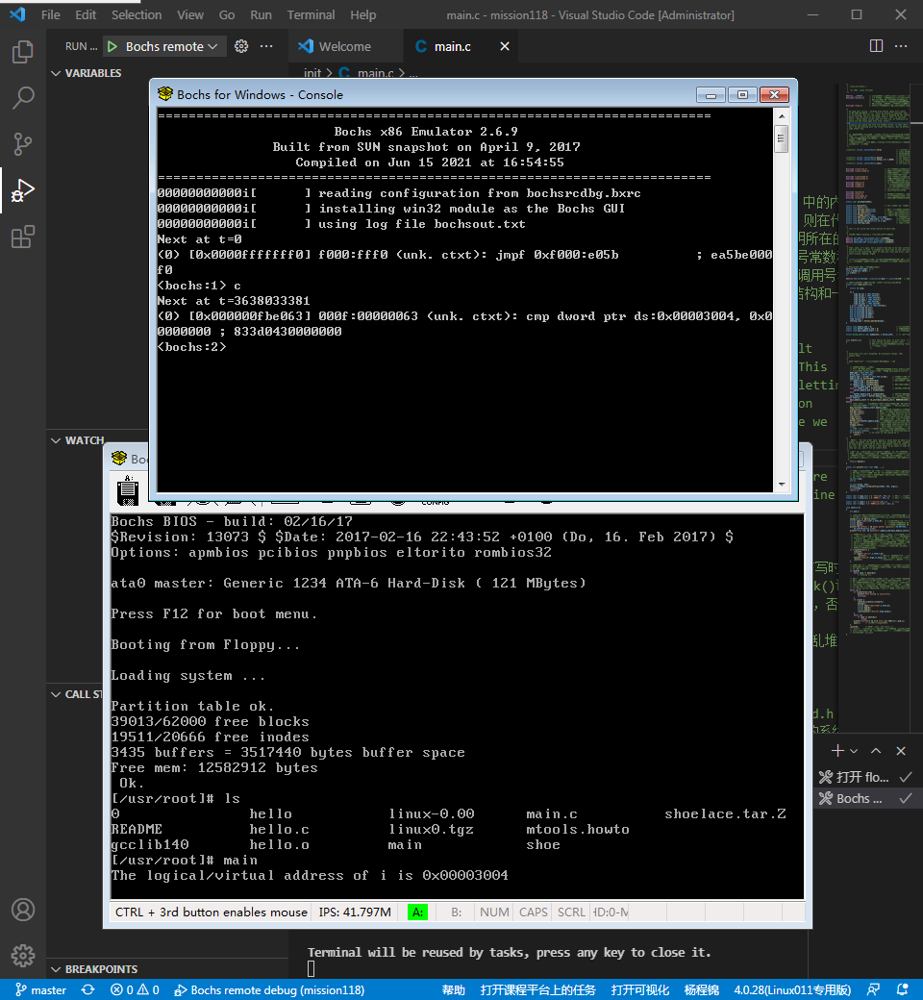 File Edit Selection View Go Run Terminal Help main.c - mission118 - Visual Studio Code [Administrator]
RUN ... Bochs remote
Welcome
main.c
init > C main.c > ...
VARIABLES
Bochs for Windows - Console
========================================================================
Bochs x86 Emulator 2.6.9
Built from SVN snapshot on April 9, 2017
Compiled on Jun 15 2021 at 16:54:55
========================================================================
00000000000i[      ] reading configuration from bochsrcdbg.bxrc
00000000000i[      ] installing win32 module as the Bochs GUI
00000000000i[      ] using log file bochsout.txt
Next at t=0
(0) [0x0000fffffff0] f000:fff0 (unk. ctxt): jmpf 0xf000:e05b          ; ea5be000
f0
<bochs:1> c
Next at t=3638033381
(0) [0x000000fbe063] 000f:00000063 (unk. ctxt): cmp dword ptr ds:0x00003004, 0x0
0000000 ; 833d0430000000
<bochs:2>
中的内
则在代
号常数
调用号
结构和一
lt
This
letting
on
e we
WATCH
Boc
A:
CONFIG
re
ine
Bochs BIOS - build: 02/16/17
$Revision: 13073 $ $Date: 2017-02-16 22:43:52 +0100 (Do, 16. Feb 2017) $
Options: apmbios pcibios pnpbios eltorito rombios32
ata0 master: Generic 1234 ATA-6 Hard-Disk ( 121 MBytes)
Press F12 for boot menu.
Booting from Floppy...
Loading system ...
Partition table ok.
39013/62000 free blocks
19511/20666 free inodes
3435 buffers = 3517440 bytes buffer space
Free mem: 12582912 bytes
Ok.
[/usr/root]# ls
0 hello linux-0.00 main.c shoelace.tar.Z
README hello.c linux0.tgz mtools.howto
gcclib140 hello.o main shoe
[/usr/root]# main
The logical/virtual address of i is 0x00003004
CTRL + 3rd button enables mouse IPS: 41.797M A: B: NUM CAPS SCRL
写时
k()
，否
乱堆
d.h
的系统
CALL ST
打开 flo...
Bochs ...
Terminal will be reused by tasks, press any key to close it.
BREAKPOINTS
master 0 0 Bochs remote debug (mission118) 帮助 打开课程平台上的任务 打开可视化 杨程锦 4.0.28(Linux011专用版)